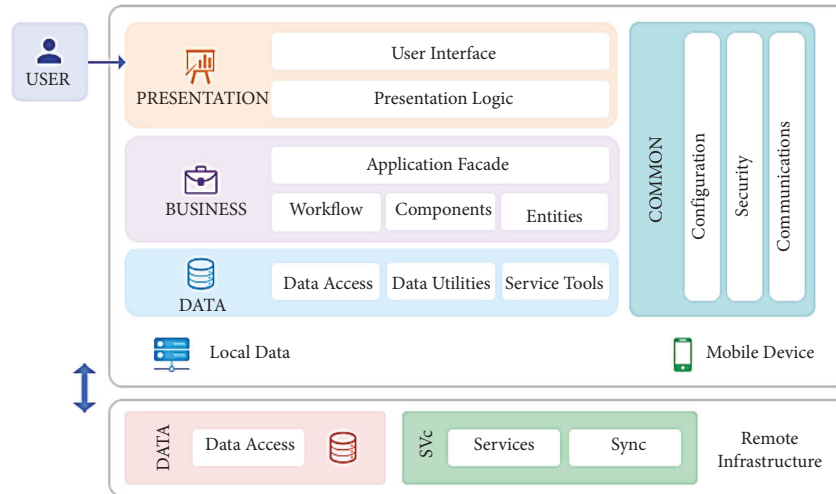 USER
PRESENTATION
User Interface
Presentation Logic
BUSINESS
Application Facade
Workflow
Components
Entities
DATA
Data Access
Data Utilities
Service Tools
COMMON
Configuration
Security
Communications
Local Data
Mobile Device
DATA
Data Access
SVc
Services
Sync
Remote
Infrastructure